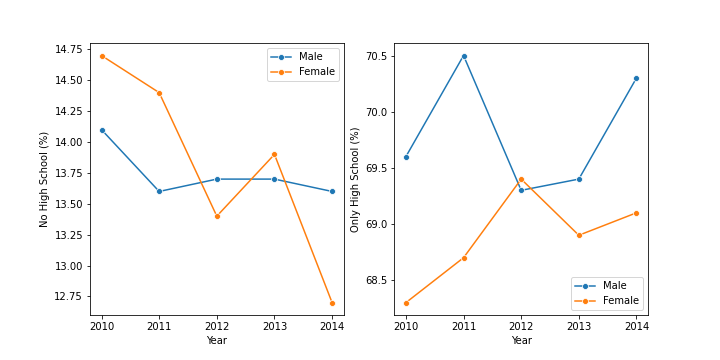 No High School (%)
14.75
14.50
14.25
14.00
13.75
13.50
13.25
13.00
12.75
2010 2011 2012 2013 2014
Year
Male
Female
Only High School (%)
70.5
70.0
69.5
69.0
68.5
2010 2011 2012 2013 2014
Year
Male
Female